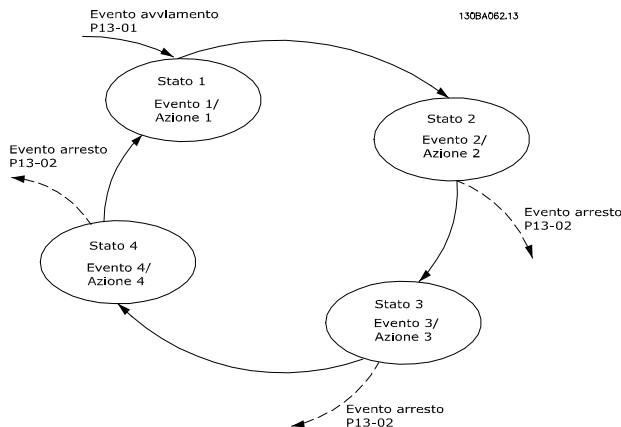 Evento avviamento
P13-01
130BA062.13
Stato 1
Evento 1/
Azione 1
Stato 2
Evento 2/
Azione 2
Evento arresto
P13-02
Evento arresto
P13-02
Stato 4
Evento 4/
Azione 4
Stato 3
Evento 3/
Azione 3
Evento arresto
P13-02